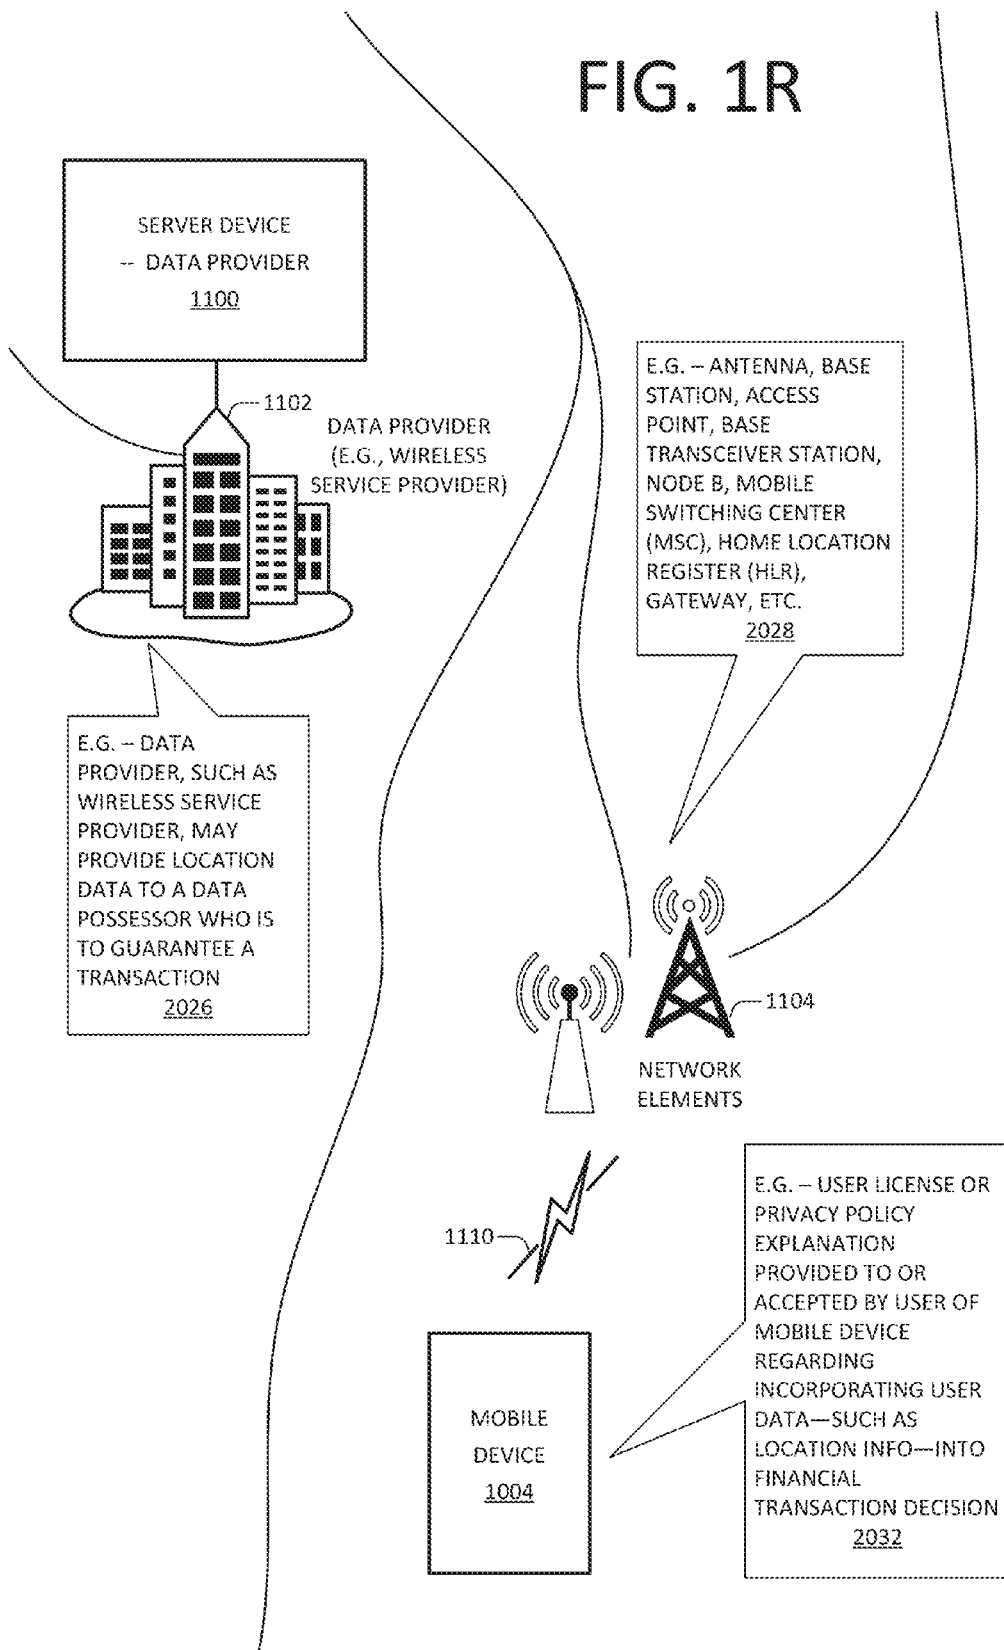 FIG. 1R
SERVER DEVICE
-- DATA PROVIDER
1100
1102
DATA PROVIDER
(E.G., WIRELESS
SERVICE PROVIDER)
E.G. – DATA
PROVIDER, SUCH AS
WIRELESS SERVICE
PROVIDER, MAY
PROVIDE LOCATION
DATA TO A DATA
POSSESSOR WHO IS
TO GUARANTEE A
TRANSACTION
2026
E.G. – ANTENNA, BASE
STATION, ACCESS
POINT, BASE
TRANSCEIVER STATION,
NODE B, MOBILE
SWITCHING CENTER
(MSC), HOME LOCATION
REGISTER (HLR),
GATEWAY, ETC.
2028
1104
NETWORK
ELEMENTS
1110
MOBILE
DEVICE
1004
E.G. – USER LICENSE OR
PRIVACY POLICY
EXPLANATION
PROVIDED TO OR
ACCEPTED BY USER OF
MOBILE DEVICE
REGARDING
INCORPORATING USER
DATA—SUCH AS
LOCATION INFO—INTO
FINANCIAL
TRANSACTION DECISION
2032